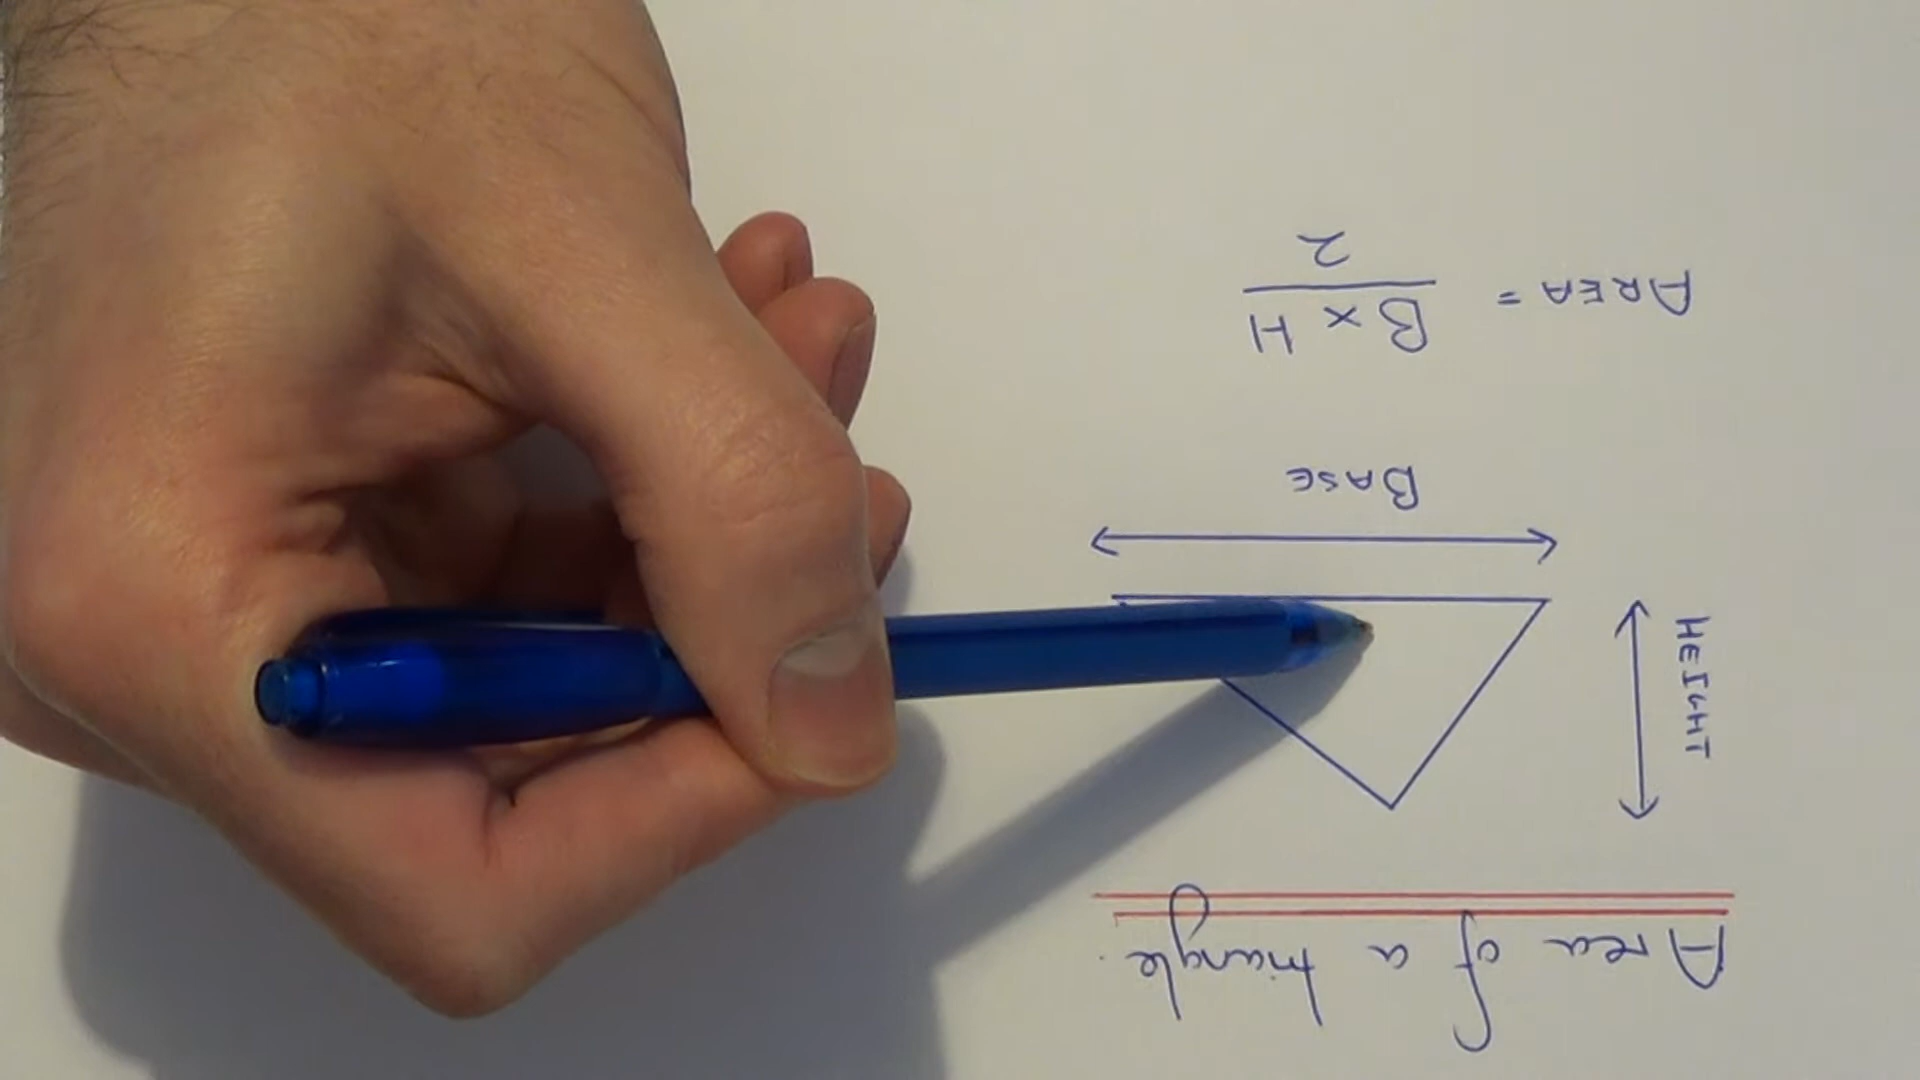 Area of a triangle.
HEIGHT
BASE
AREA = B x H
2